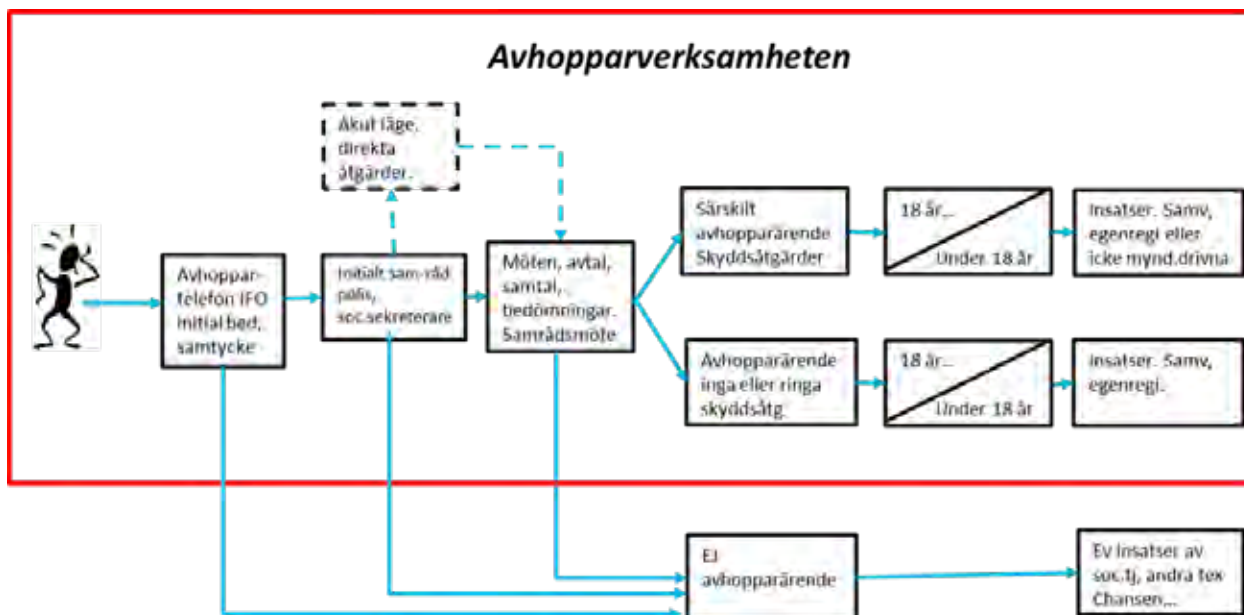 Avhopparverksamheten
Akut läge,
direkta
åtgärder.
Avhoppar-
telefon IFO
Initial bed,
samtycke
Initialt sam-råd
polis,
soc.sekreterare
Möten, avtal,
samtal,
bedömningar.
Samrådsmöte
Särskilt
avhopparärende
Skyddsåtgärder
18 år...
Under 18 år
Insatser. Samv,
egenregi eller
icke mynd.drivna
Avhopparärende
inga eller ringa
skyddsåtg.
18 år...
Under 18 år
Insatser. Samv,
egenregi.
EJ
avhopparärende
Ev insatser av
soc.tj, andra tex
Chansen...